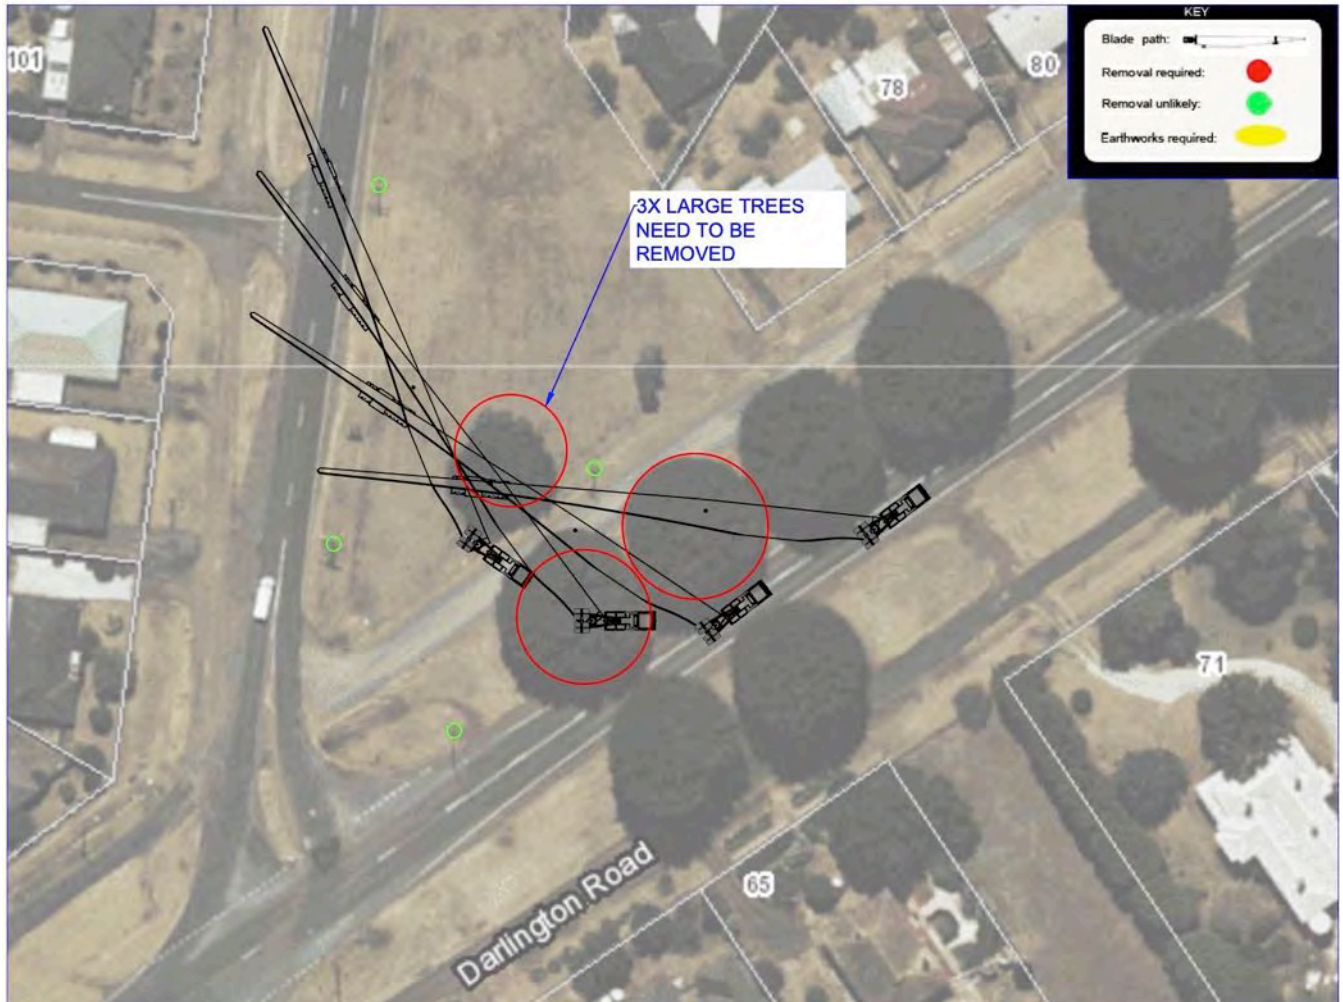 KEY
Blade path:
Removal required:
Removal unlikely:
Earthworks required:
101
78
80
3X LARGE TREES
NEED TO BE
REMOVED
71
65
Darlington Road